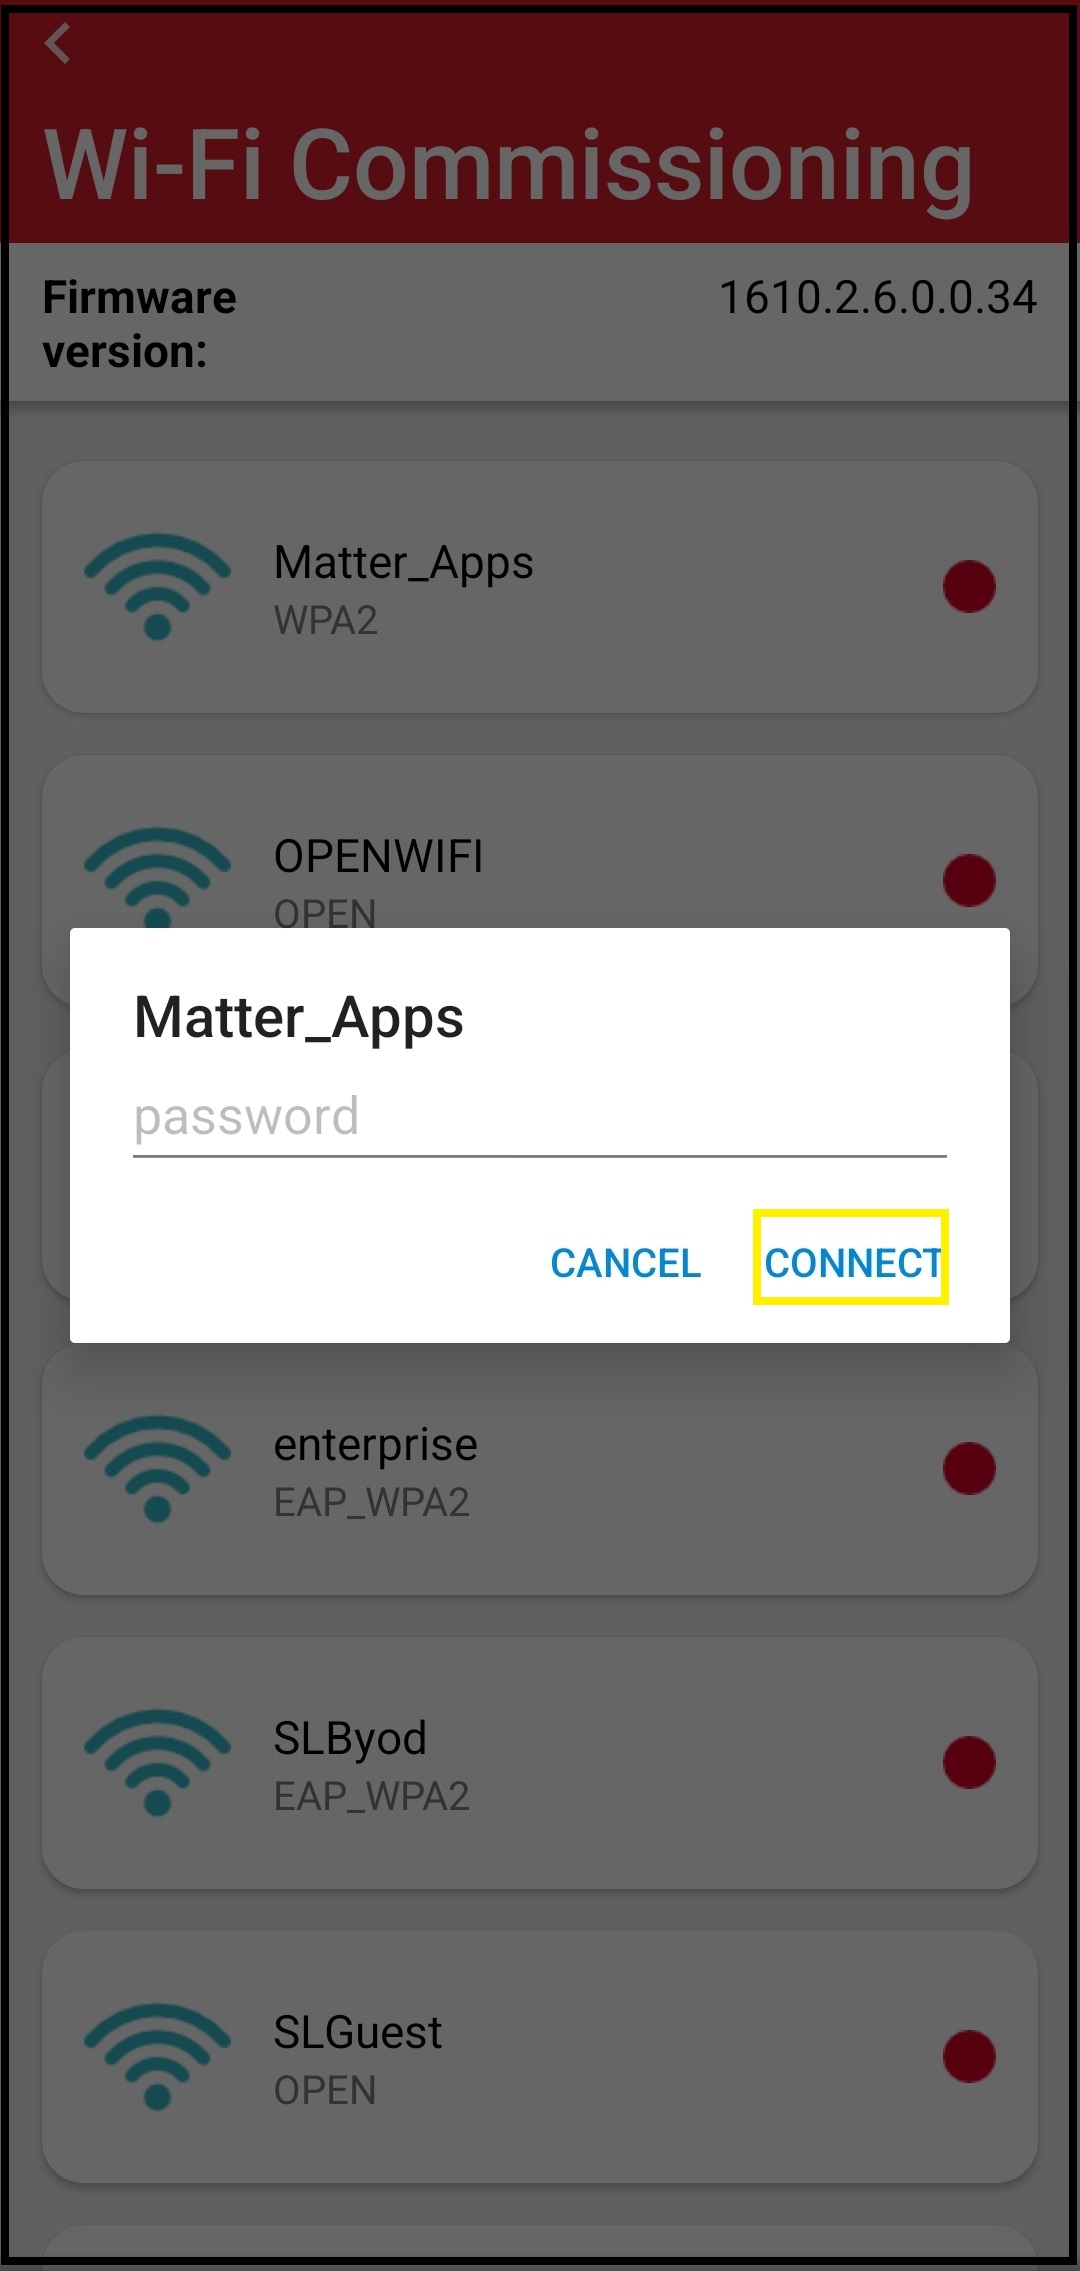 Wi-Fi Commissioning
Firmware version: 1610.2.6.0.0.34
Matter_Apps
WPA2
OPENWIFI
OPEN
Matter_Apps
password
CANCEL CONNECT
enterprise
EAP_WPA2
SLByod
EAP_WPA2
SLGuest
OPEN